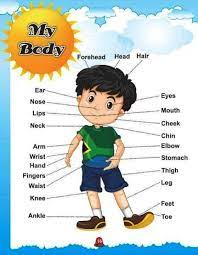 My
Body
Forehead Head Hair
Ear
Nose
Lips
Neck
Arm
Wrist
Hand
Fingers
Waist
Knee
Ankle
Eyes
Mouth
Cheek
Chin
Elbow
Stomach
Thigh
Leg
Feet
Toe